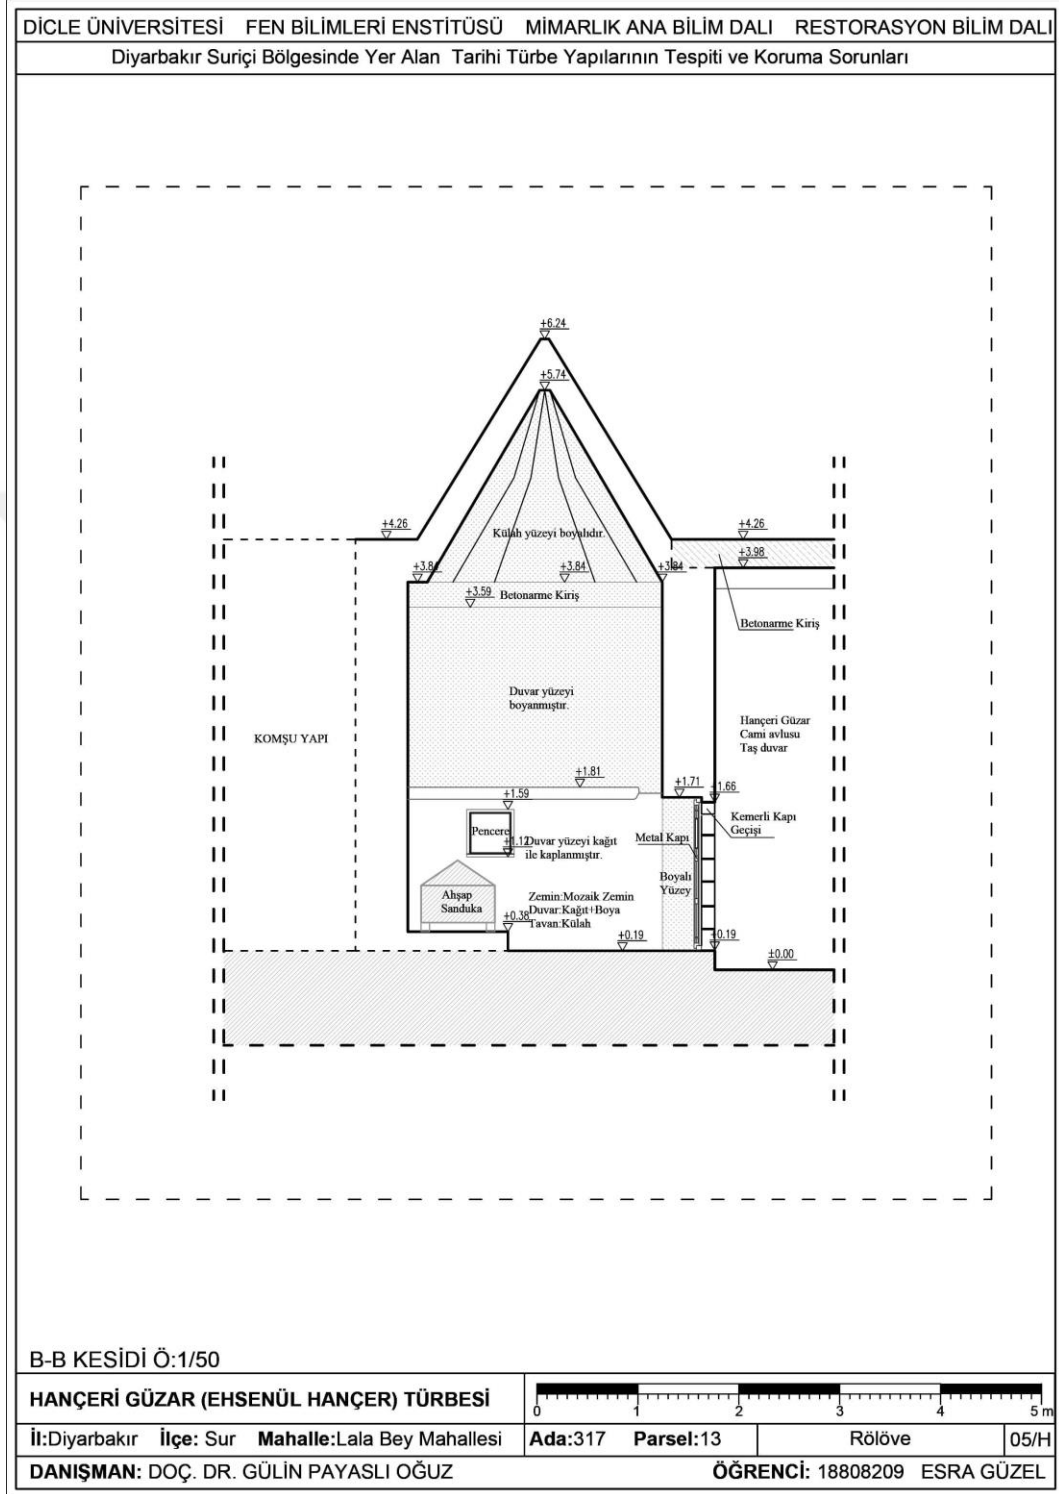 DİCLE ÜNİVERSİTESİ FEN BİLİMLERİ ENSTİTÜSÜ MİMARLIK ANA BİLİM DALI RESTORASYON BİLİM DALI
Diyarbakır Suriçi Bölgesinde Yer Alan Tarihi Türbe Yapılarının Tespiti ve Koruma Sorunları
+6.24
+5.74
+4.26
+4.26
Külah yüzeyi boyalıdır.
+3.98
+3.84
+3.84
+3.84
+3.59
Betonarme Kiriş
Betonarme Kiriş
Duvar yüzeyi
boyanmıştır.
Hançeri Güzar
Cami avlusu
Taş duvar
KOMŞU YAPI
+1.81
+1.71
+1.66
+1.59
Kemerli Kapı
Geçişi
Pencere
+1.12
Duvar yüzeyi kağıt
ile kaplanmıştır.
Metal Kapı
Boyalı
Yüzey
Ahşap
Sanduka
Zemin:Mozaik Zemin
Duvar:Kağıt+Boya
Tavan:Külah
+0.38
+0.19
+0.19
±0.00
B-B KESİDİ Ö:1/50
HANÇERİ GÜZAR (EHSENÜL HANÇER) TÜRBESİ
0 1 2 3 4 5 m
İl:Diyarbakır İlçe: Sur Mahalle:Lala Bey Mahallesi Ada:317 Parsel:13 Rölöve 05/H
DANIŞMAN: DOÇ. DR. GÜLİN PAYASLI OĞUZ ÖĞRENCİ: 18808209 ESRA GÜZEL